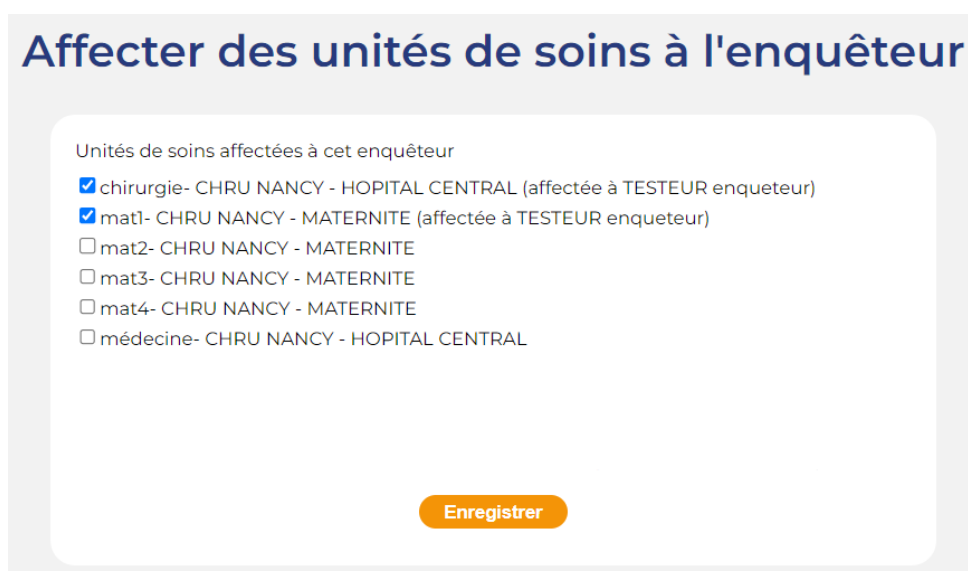 Affecter des unités de soins à l'enquêteur
Unités de soins affectées à cet enquêteur
chirurgie- CHRU NANCY - HOPITAL CENTRAL (affectée à TESTEUR enqueteur)
mat1- CHRU NANCY - MATERNITE (affectée à TESTEUR enqueteur)
mat2- CHRU NANCY - MATERNITE
mat3- CHRU NANCY - MATERNITE
mat4- CHRU NANCY - MATERNITE
médecine- CHRU NANCY - HOPITAL CENTRAL
Enregistrer